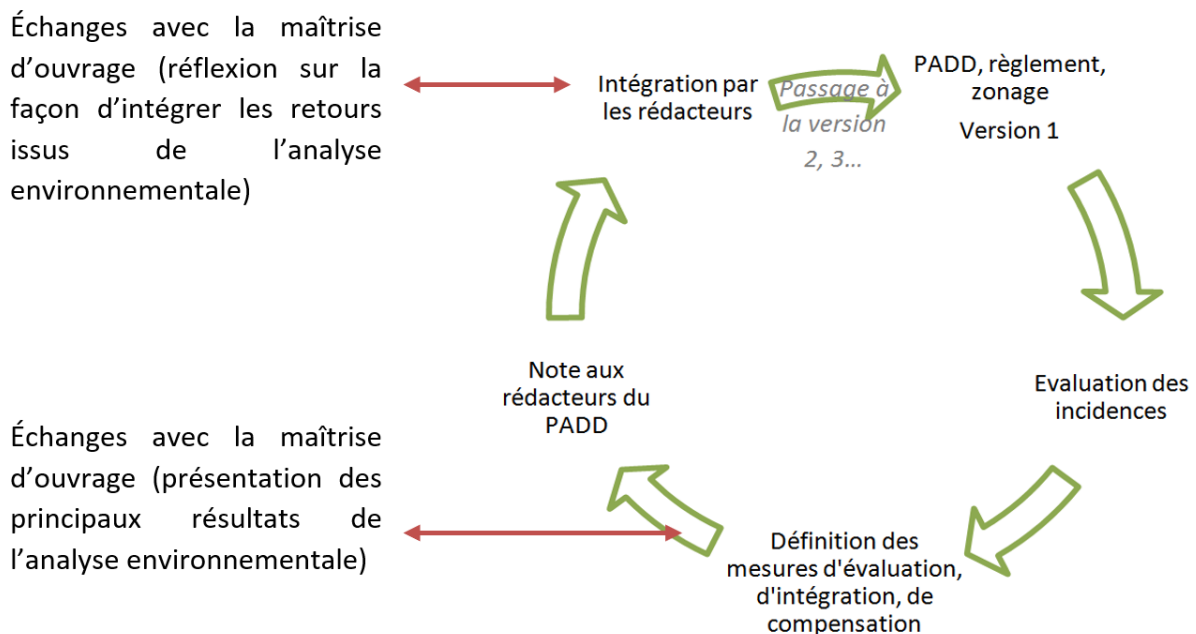 Échanges avec la maîtrise
d’ouvrage (réflexion sur la
façon d’intégrer les retours
issus de l’analyse
environnementale)
Intégration par
les rédacteurs
Passage à
la version
2, 3...
PADD, règlement,
zonage
Version 1
Evaluation des
incidences
Définition des
mesures d'évaluation,
d'intégration, de
compensation
Note aux
rédacteurs du
PADD
Échanges avec la maîtrise
d’ouvrage (présentation des
principaux résultats de
l’analyse environnementale)